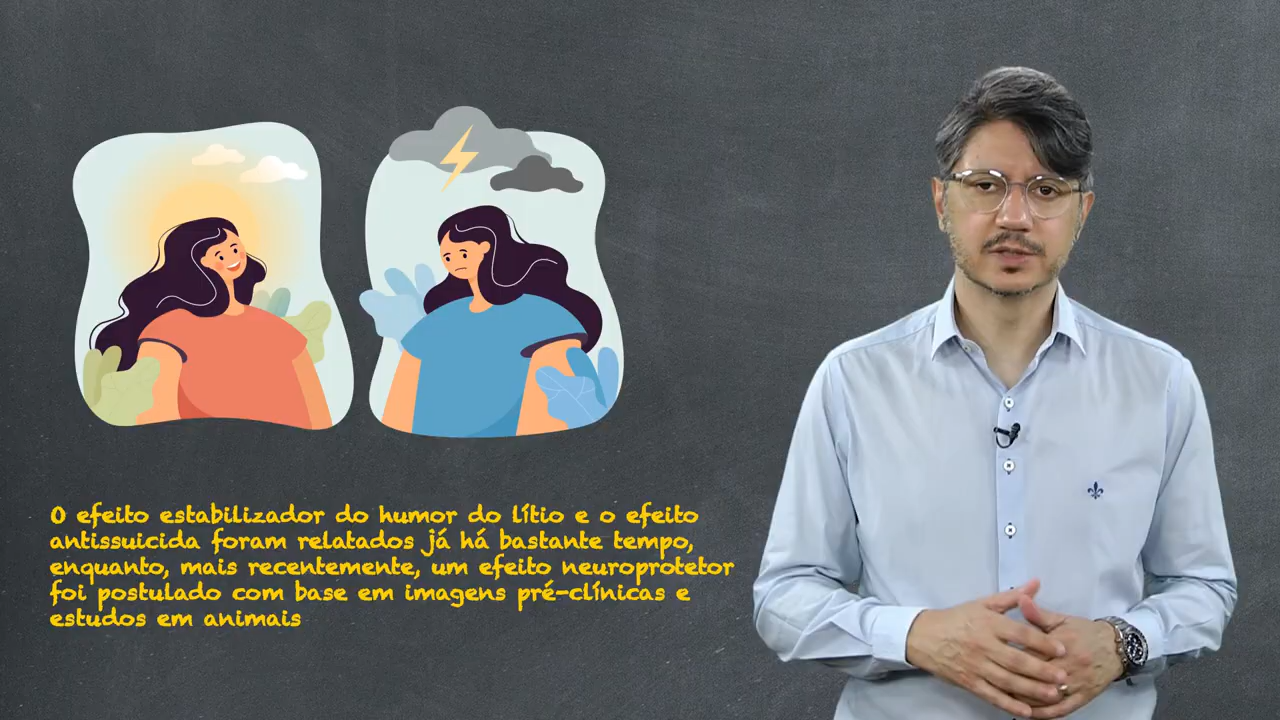 O efeito estabilizador do humor do lítio e o efeito
antissuicida foram relatados já há bastante tempo,
enquanto, mais recentemente, um efeito neuroprotetor
foi postulado com base em imagens pré-clínicas e
estudos em animais